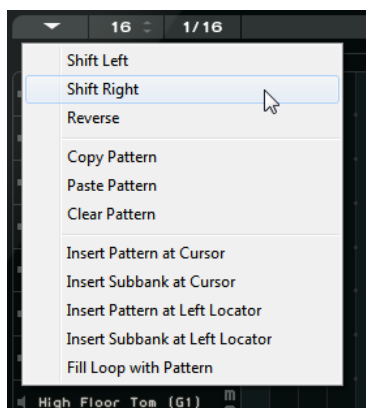 16 1/16
Shift Left
Shift Right
Reverse
Copy Pattern
Paste Pattern
Clear Pattern
Insert Pattern at Cursor
Insert Subbank at Cursor
Insert Pattern at Left Locator
Insert Subbank at Left Locator
Fill Loop with Pattern
High Floor Tom (G1) m